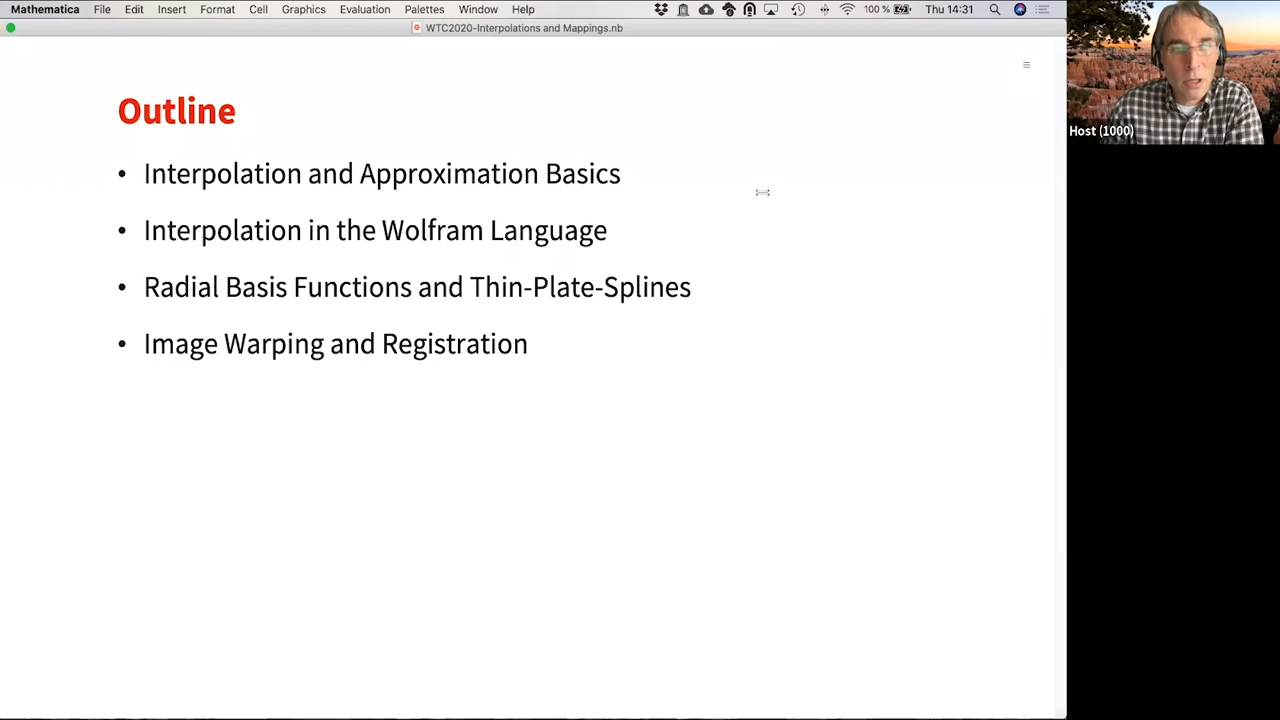 Mathematica File Edit Insert Format Cell Graphics Evaluation Palettes Window Help 100 % Thu 14:31
WTC2020-Interpolations and Mappings.nb
Host (1000)
Outline
• Interpolation and Approximation Basics
• Interpolation in the Wolfram Language
• Radial Basis Functions and Thin-Plate-Splines
• Image Warping and Registration